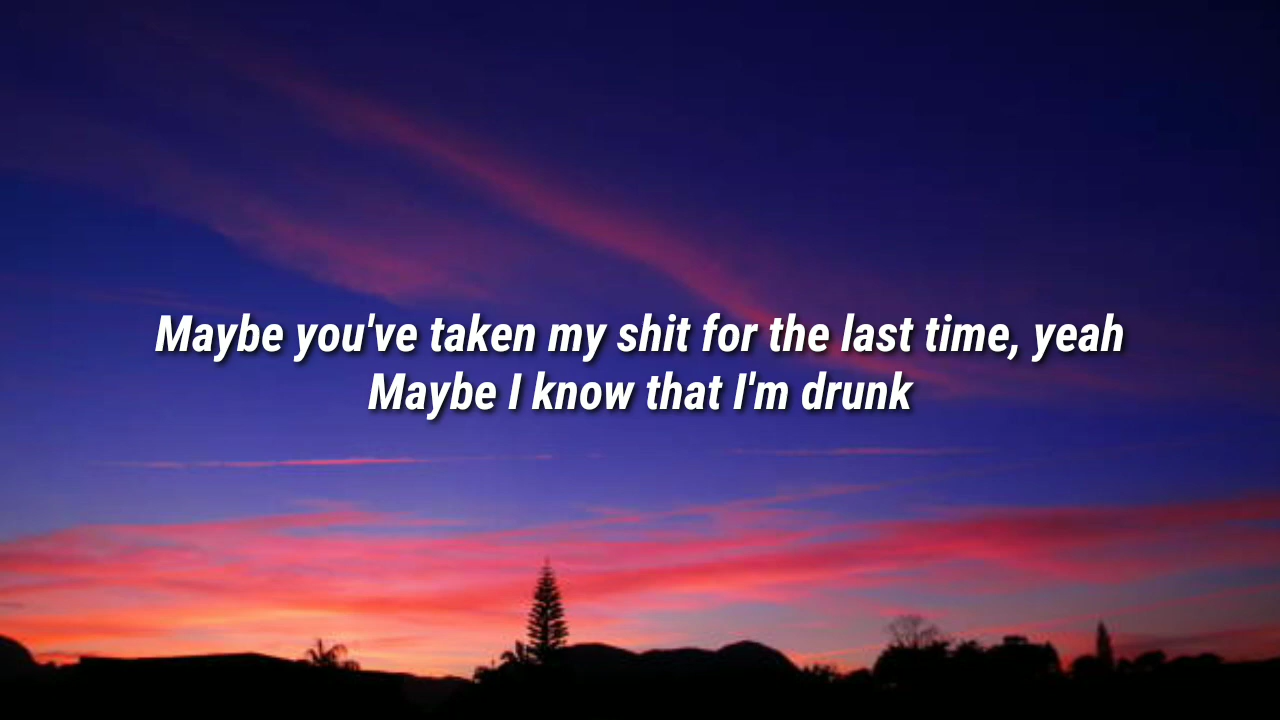 Maybe you've taken my shit for the last time, yeah
Maybe I know that I'm drunk